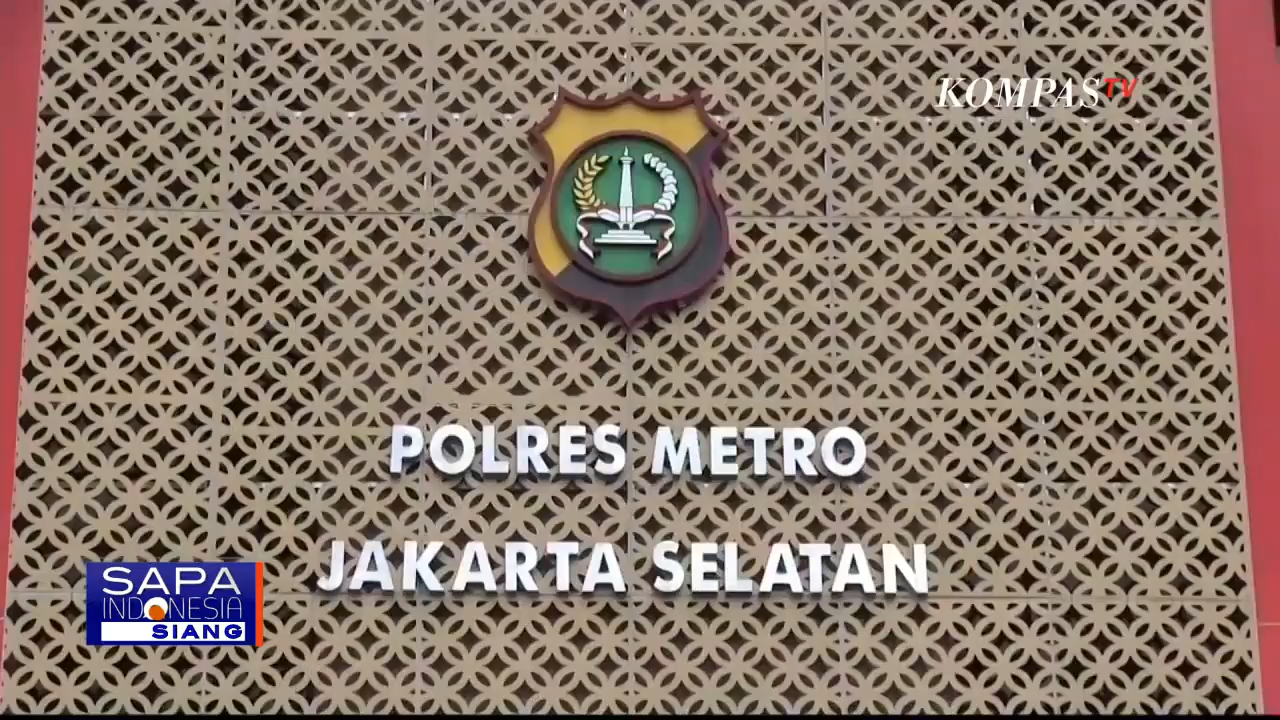 KOMPASTV
POLRES METRO
JAKARTA SELATAN
SAPA
INDONESIA
SIANG